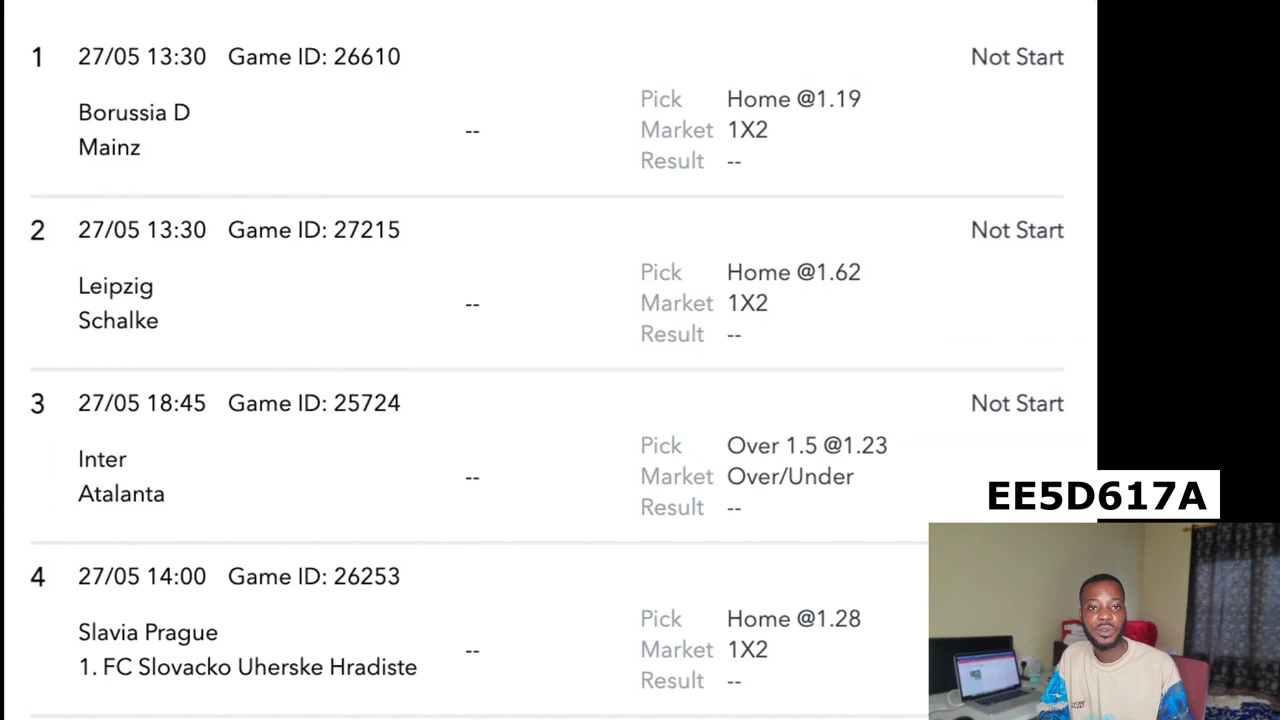 1 27/05 13:30 Game ID: 26610 Not Start
Borussia D
Mainz
--
Pick Home @1.19
Market 1X2
Result --
2 27/05 13:30 Game ID: 27215 Not Start
Leipzig
Schalke
--
Pick Home @1.62
Market 1X2
Result --
3 27/05 18:45 Game ID: 25724 Not Start
Inter
Atalanta
--
Pick Over 1.5 @1.23
Market Over/Under
Result --
EE5D617A
4 27/05 14:00 Game ID: 26253
Slavia Prague
1. FC Slovacko Uherske Hradiste
--
Pick Home @1.28
Market 1X2
Result --